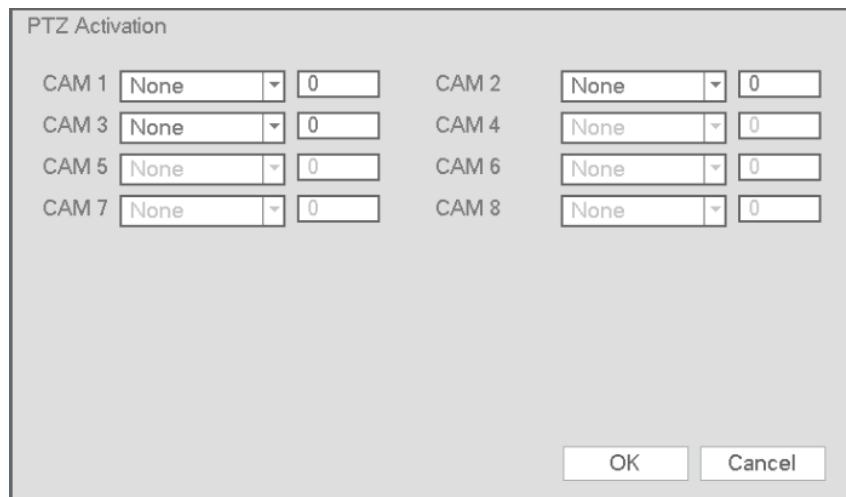 PTZ Activation
CAM 1 None 0 CAM 2 None 0
CAM 3 None 0 CAM 4 None 0
CAM 5 None 0 CAM 6 None 0
CAM 7 None 0 CAM 8 None 0
OK Cancel